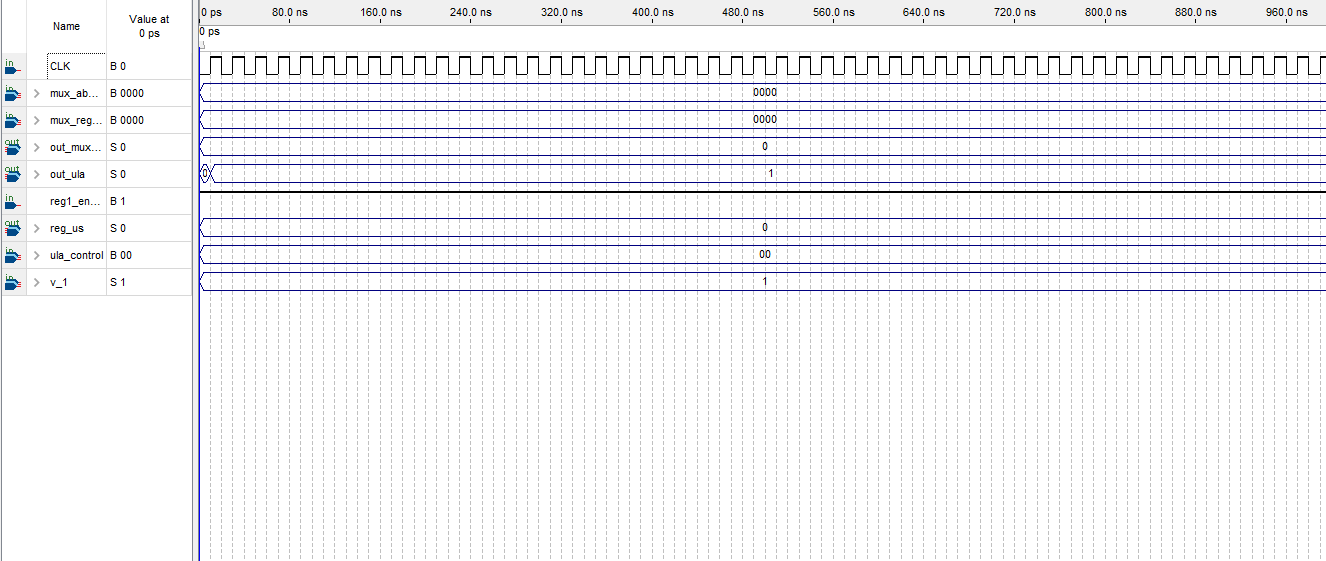 Name
Value at
0 ps
0 ps 80.0 ns 160.0 ns 240.0 ns 320.0 ns 400.0 ns 480.0 ns 560.0 ns 640.0 ns 720.0 ns 800.0 ns 880.0 ns 960.0 ns
0 ps
in CLK B 0
in mux_ab... B 0000 0000
in mux_reg... B 0000 0000
out out_mux... S 0 0
out out_ula S 0 0 1
in reg1_en... B 1
out reg_us S 0 0
in ula_control B 00 00
in v_1 S 1 1